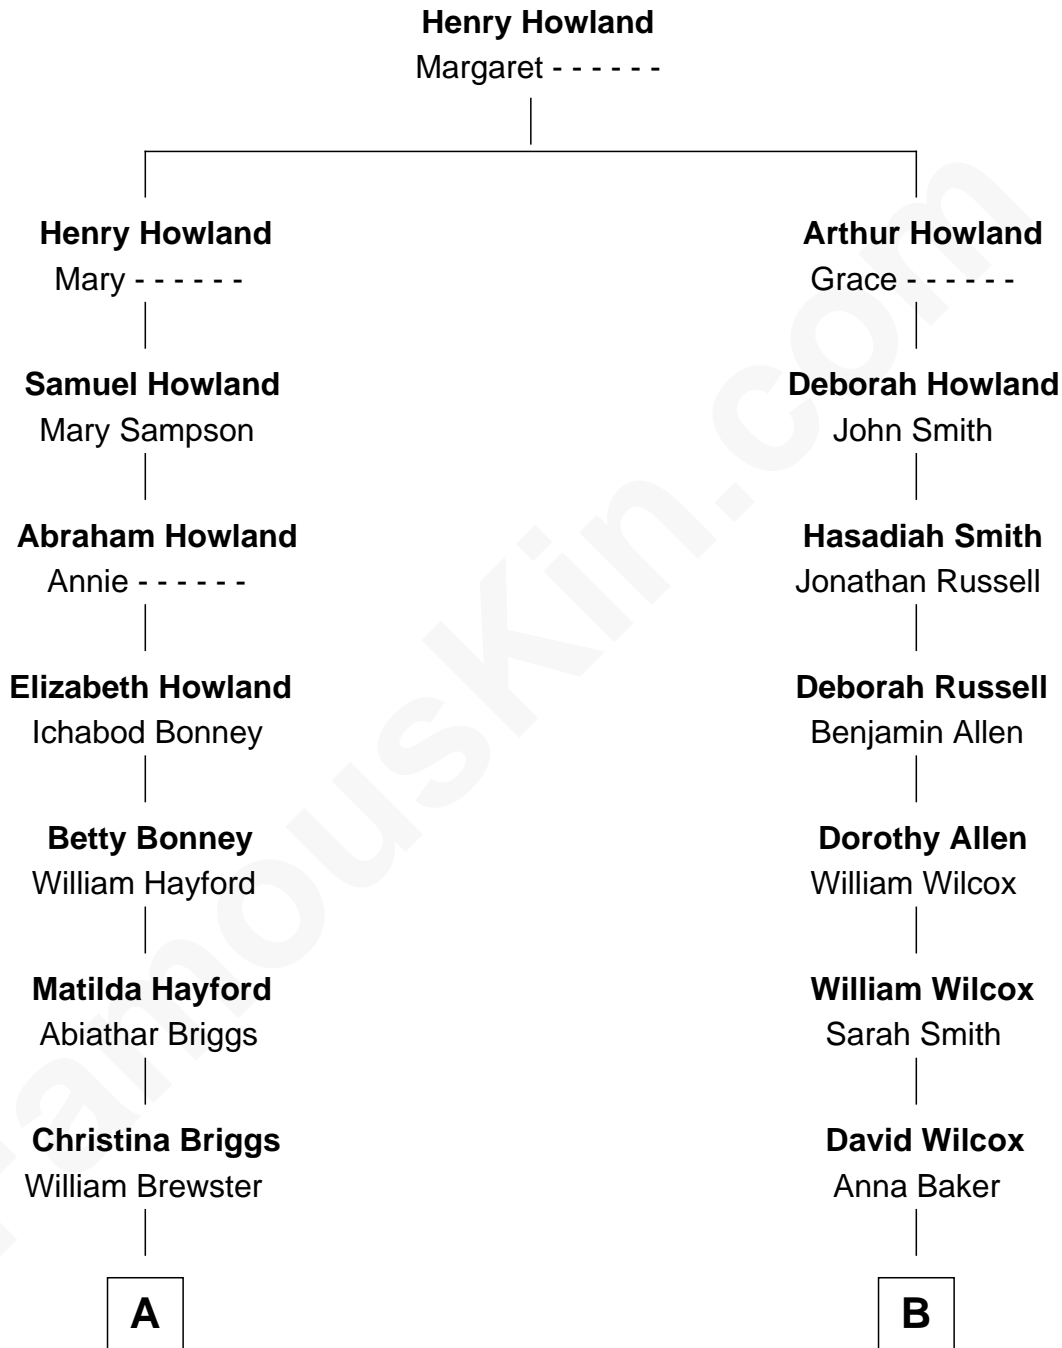 Henry Howland
Margaret - - - - - -
Henry Howland
Mary - - - - - -
Samuel Howland
Mary Sampson
Abraham Howland
Annie - - - - - -
Elizabeth Howland
Ichabod Bonney
Betty Bonney
William Hayford
Matilda Hayford
Abiathar Briggs
Christina Briggs
William Brewster
A
Arthur Howland
Grace - - - - - -
Deborah Howland
John Smith
Hasadiah Smith
Jonathan Russell
Deborah Russell
Benjamin Allen
Dorothy Allen
William Wilcox
William Wilcox
Sarah Smith
David Wilcox
Anna Baker
B
FamousKin.com